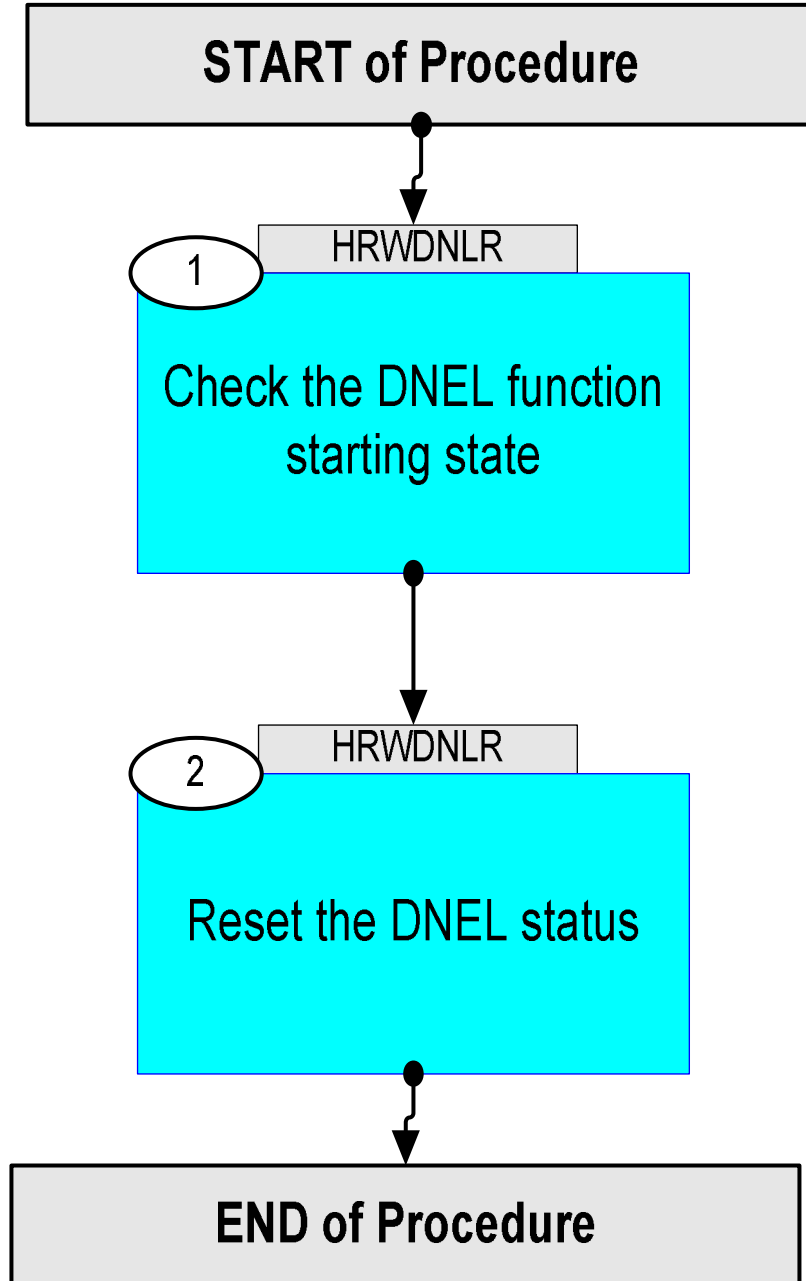 START of Procedure
HRWDNLR
1
Check the DNEL function
starting state
HRWDNLR
2
Reset the DNEL status
END of Procedure